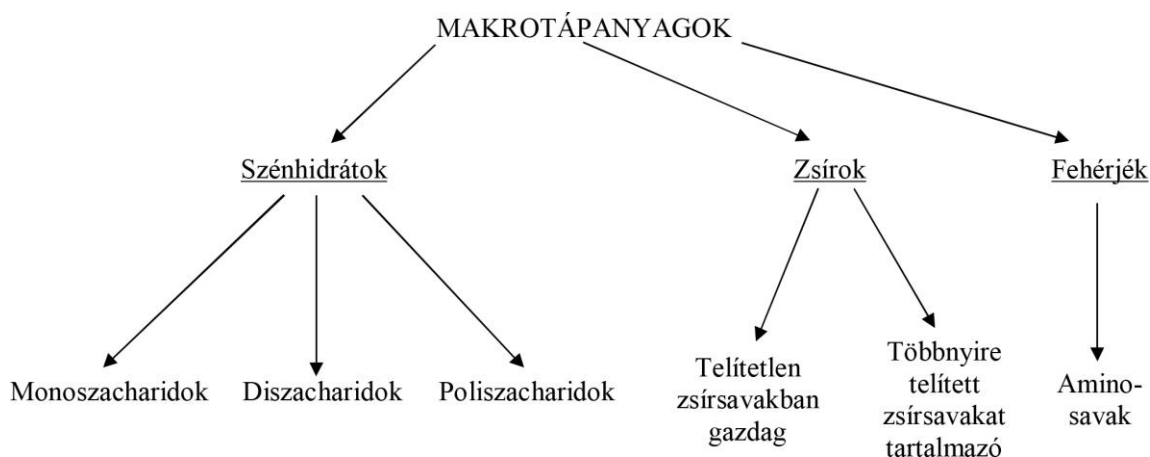 MAKROTÁPANYAGOK
Szénhidrátok
Zsírok
Fehérjék
Monoszacharidok
Diszacharidok
Poliszacharidok
Telítetlen
zsírsavakban
gazdag
Többnyire
telített
zsírsavakat
tartalmazó
Amino-
savak